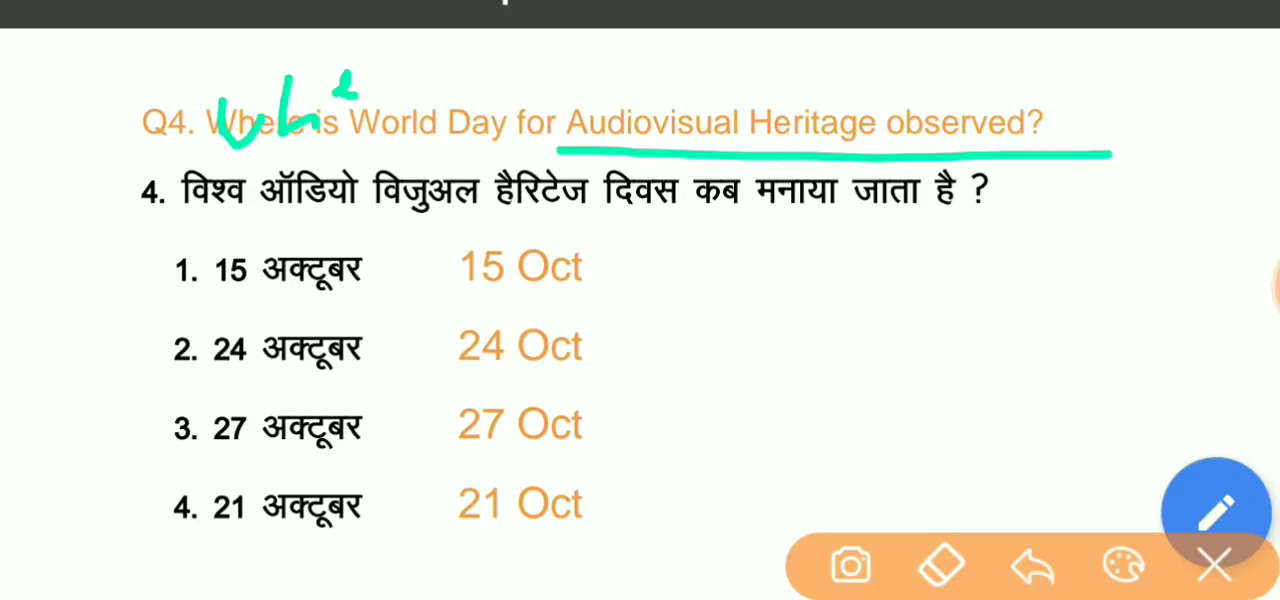 Q4. Where is World Day for Audiovisual Heritage observed?
4. विश्व ऑडियो विजुअल हैरिटेज दिवस कब मनाया जाता है ?
1. 15 अक्टूबर 15 Oct
2. 24 अक्टूबर 24 Oct
3. 27 अक्टूबर 27 Oct
4. 21 अक्टूबर 21 Oct